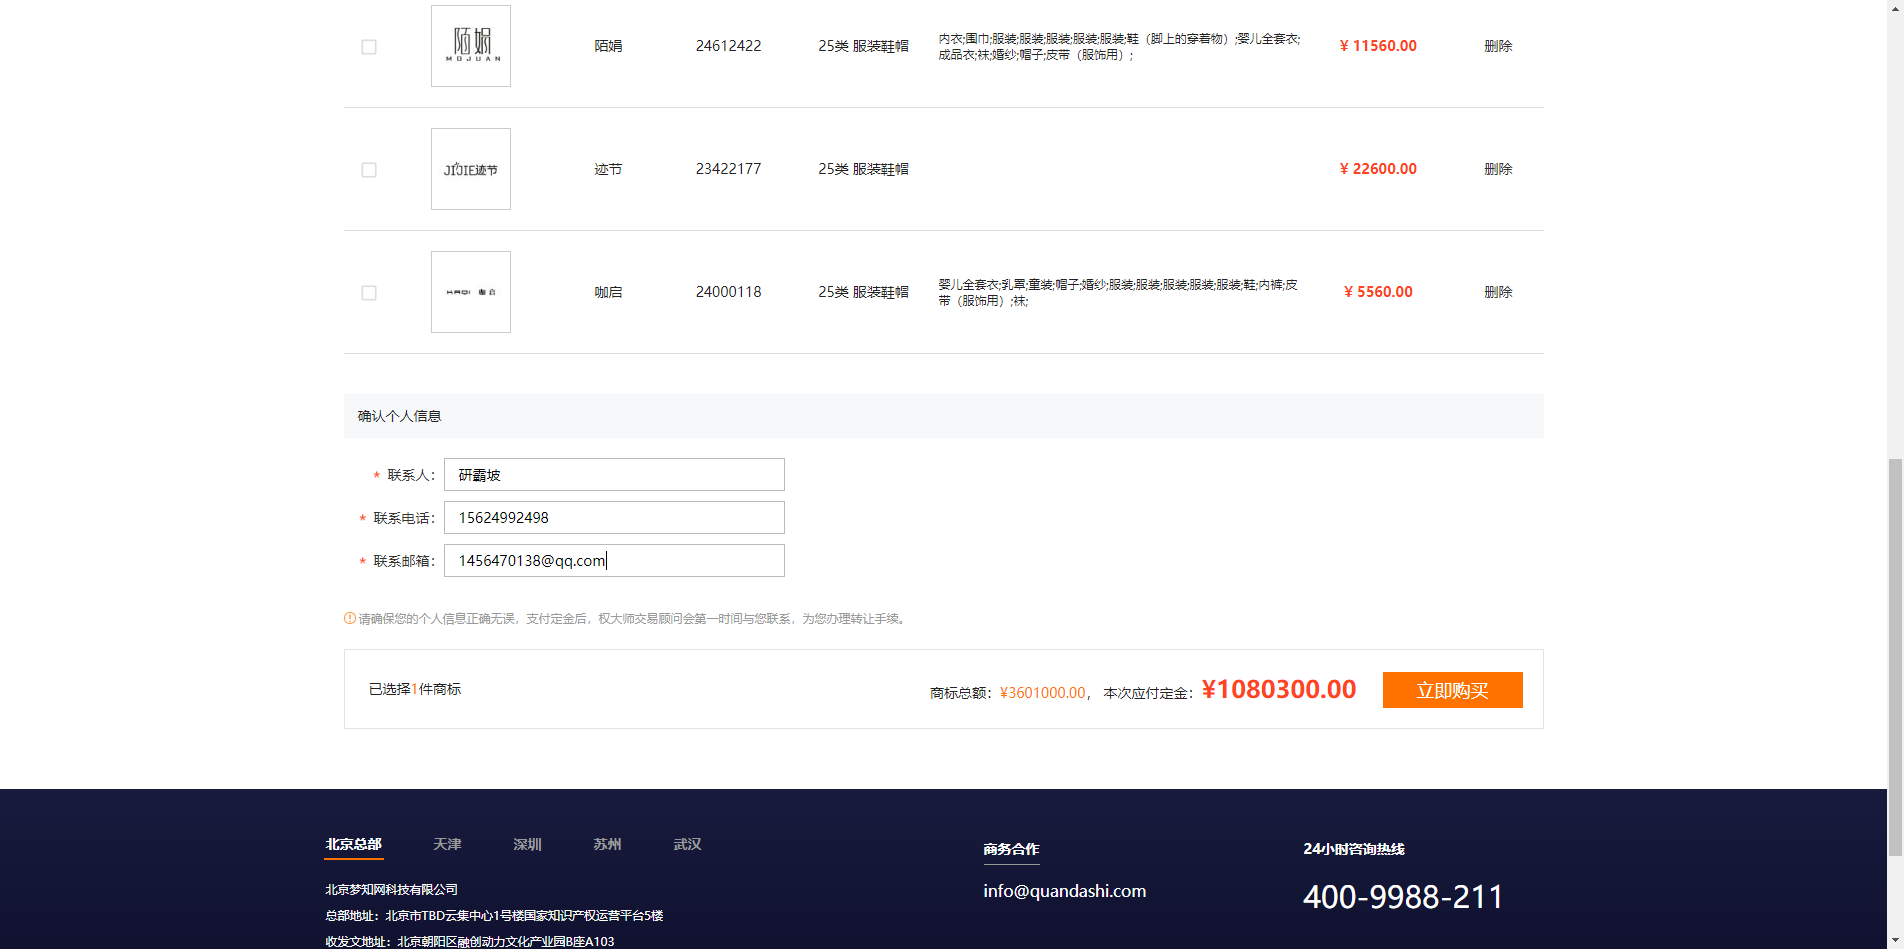 陌娟
MOJUAN
陌娟
24612422
25类 服装鞋帽
内衣;围巾;服装;服装;服装;服装;服装;鞋（脚上的穿着物）;婴儿全套衣;
成品衣;袜;婚纱;帽子;皮带（服饰用）;
¥ 11560.00
删除
JIJIE迹节
迹节
23422177
25类 服装鞋帽
¥ 22600.00
删除
KAQI 咖启
咖启
24000118
25类 服装鞋帽
婴儿全套衣;乳罩;童装;帽子;婚纱;服装;服装;服装;服装;服装;鞋;内裤;皮
带（服饰用）;袜;
¥ 5560.00
删除
确认个人信息
* 联系人: 研霸坡
* 联系电话: 15624992498
* 联系邮箱: 1456470138@qq.com
请确保您的个人信息正确无误，支付定金后，权大师交易顾问会第一时间与您联系，为您办理转让手续。
已选择1件商标
商标总额：¥3601000.00，本次应付定金：¥1080300.00
立即购买
北京总部 天津 深圳 苏州 武汉
北京梦知网科技有限公司
总部地址：北京市TBD云集中心1号楼国家知识产权运营平台5楼
收发文地址：北京朝阳区融创动力文化产业园B座A103
商务合作
info@quandashi.com
24小时咨询热线
400-9988-211